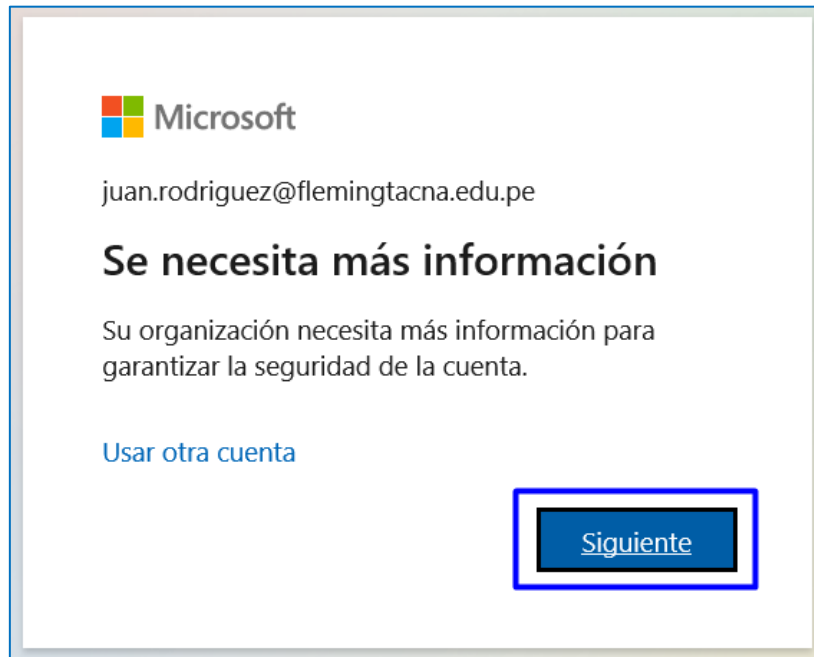 Microsoft
juan.rodriguez@flemingtacna.edu.pe
Se necesita más información
Su organización necesita más información para
garantizar la seguridad de la cuenta.
Usar otra cuenta
Siguiente